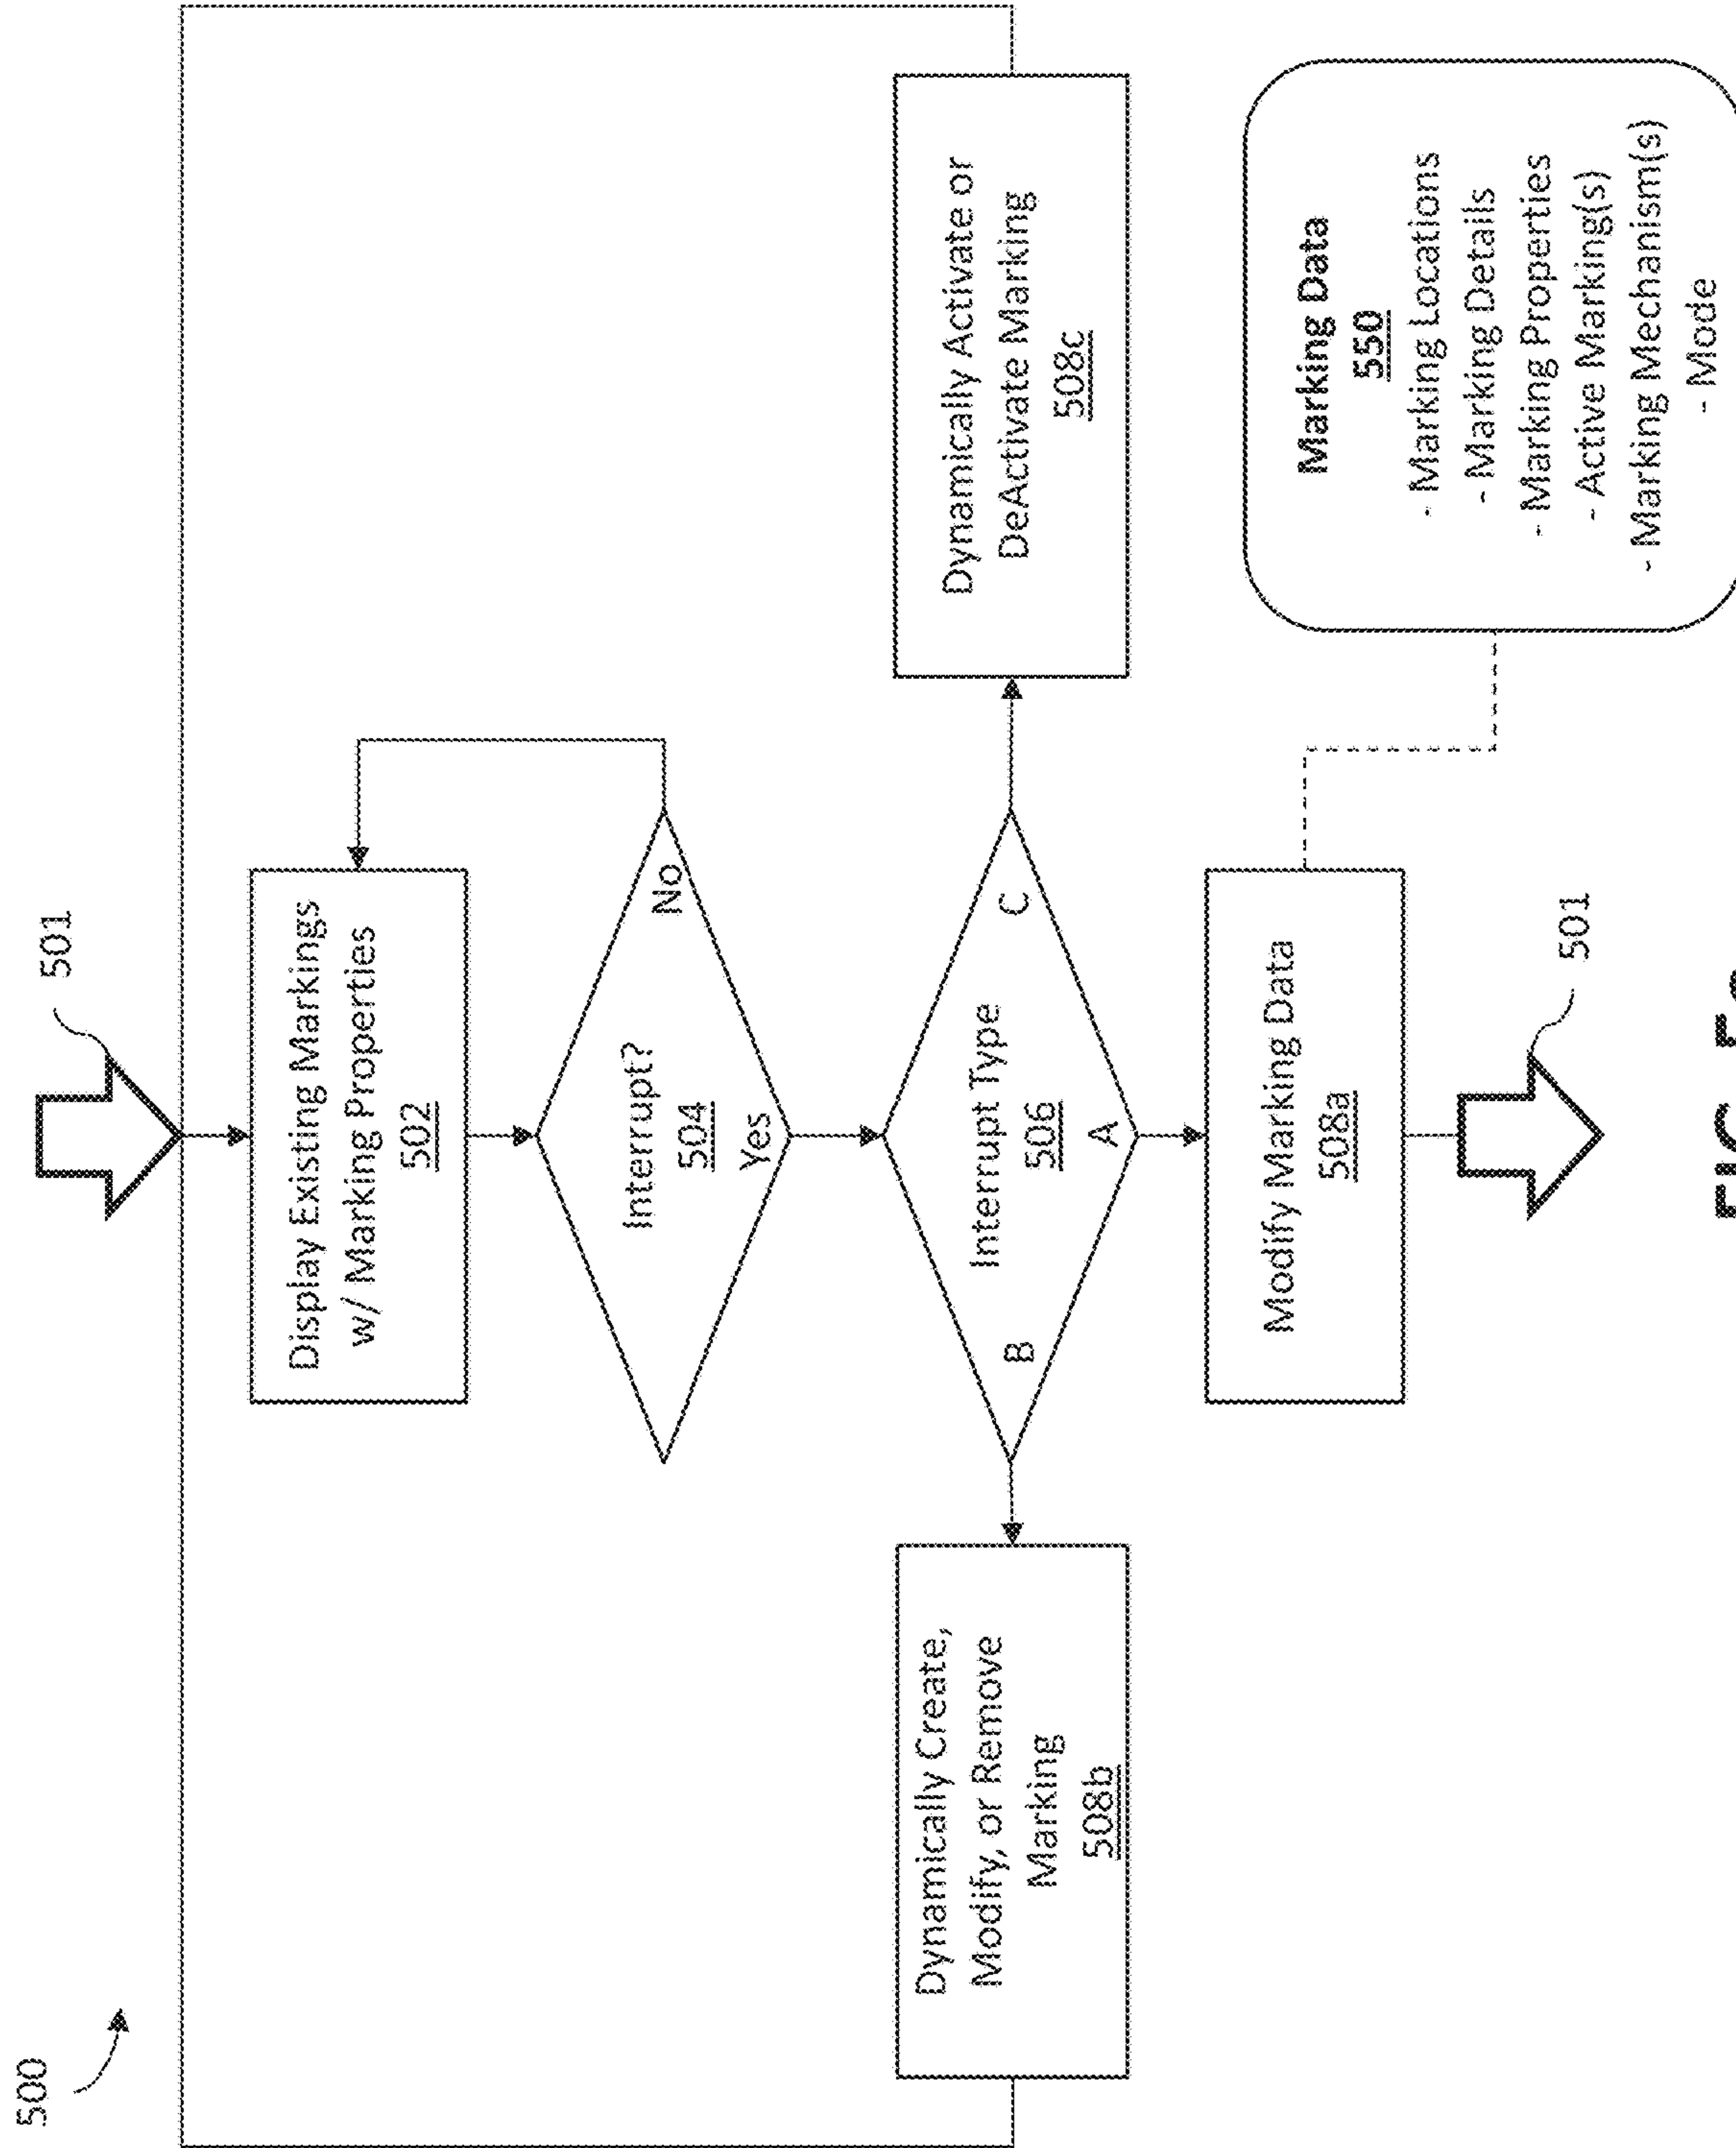 500
501
Display Existing Markings
w/ Marking Properties
502
Interrupt?
504
No
Yes
Interrupt Type
506
B
C
A
Dynamically Create,
Modify, or Remove
Marking
508b
Dynamically Activate or
DeActivate Marking
508c
Modify Marking Data
508a
501
Marking Data
550
- Marking Locations
- Marking Details
- Marking Properties
- Active Marking(s)
- Marking Mechanism(s)
- Mode